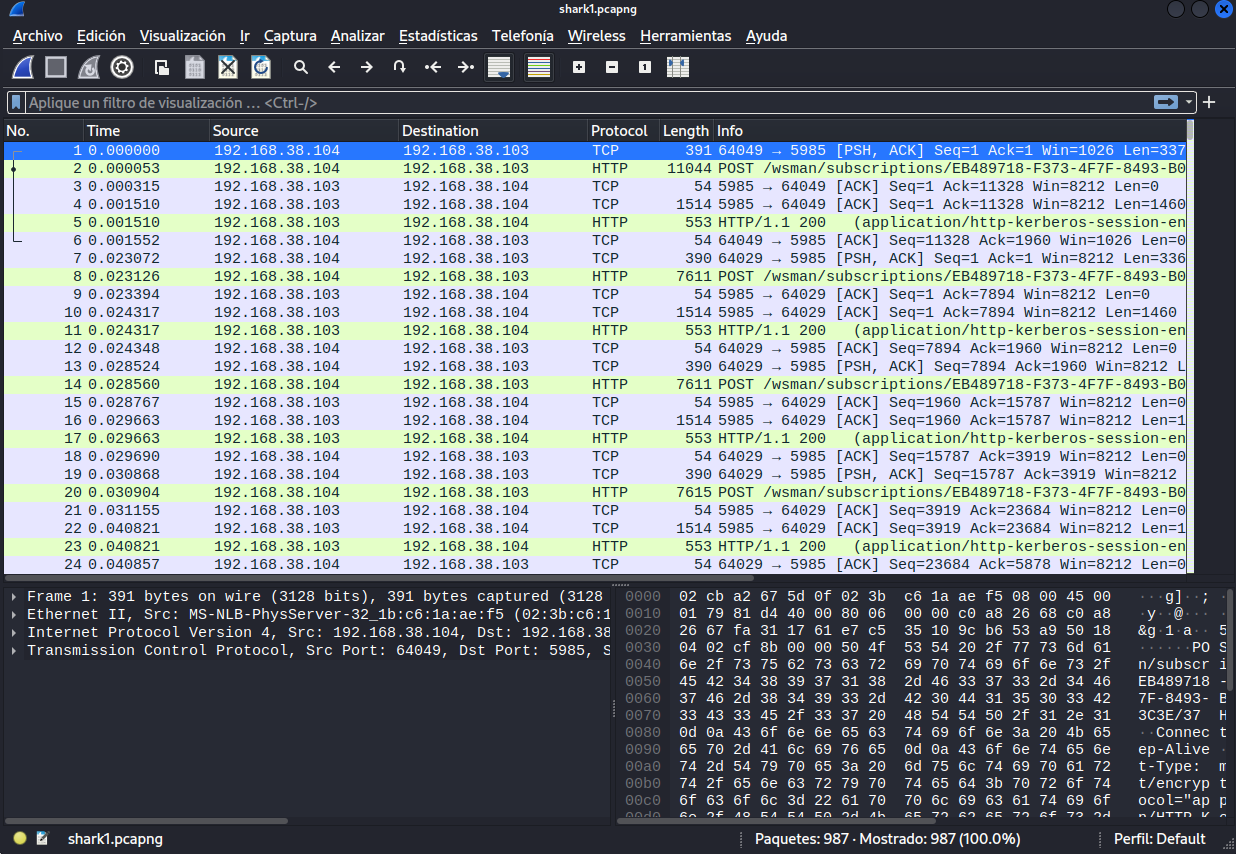 shark1.pcapng
Archivo Edición Visualización Ir Captura Analizar Estadísticas Telefonía Wireless Herramientas Ayuda
Aplique un filtro de visualización … <Ctrl-/>
No. Time Source Destination Protocol Length Info
1 0.000000 192.168.38.104 192.168.38.103 TCP 391 64049 → 5985 [PSH, ACK] Seq=1 Ack=1 Win=1026 Len=337
2 0.000053 192.168.38.104 192.168.38.103 HTTP 11044 POST /wsman/subscriptions/EB489718-F373-4F7F-8493-B0
3 0.000315 192.168.38.103 192.168.38.104 TCP 54 5985 → 64049 [ACK] Seq=1 Ack=11328 Win=8212 Len=0
4 0.001510 192.168.38.103 192.168.38.104 TCP 1514 5985 → 64049 [ACK] Seq=1 Ack=11328 Win=8212 Len=1460
5 0.001510 192.168.38.103 192.168.38.104 HTTP 553 HTTP/1.1 200 (application/http-kerberos-session-en
6 0.001552 192.168.38.104 192.168.38.103 TCP 54 64049 → 5985 [ACK] Seq=11328 Ack=1960 Win=1026 Len=0
7 0.023072 192.168.38.104 192.168.38.103 TCP 390 64029 → 5985 [PSH, ACK] Seq=1 Ack=1 Win=8212 Len=336
8 0.023126 192.168.38.104 192.168.38.103 HTTP 7611 POST /wsman/subscriptions/EB489718-F373-4F7F-8493-B0
9 0.023394 192.168.38.103 192.168.38.104 TCP 54 5985 → 64029 [ACK] Seq=1 Ack=7894 Win=8212 Len=0
10 0.024317 192.168.38.103 192.168.38.104 TCP 1514 5985 → 64029 [ACK] Seq=1 Ack=7894 Win=8212 Len=1460
11 0.024317 192.168.38.103 192.168.38.104 HTTP 553 HTTP/1.1 200 (application/http-kerberos-session-en
12 0.024348 192.168.38.104 192.168.38.103 TCP 54 64029 → 5985 [ACK] Seq=7894 Ack=1960 Win=8212 Len=0
13 0.028524 192.168.38.104 192.168.38.103 TCP 390 64029 → 5985 [PSH, ACK] Seq=7894 Ack=1960 Win=8212 L
14 0.028560 192.168.38.104 192.168.38.103 HTTP 7611 POST /wsman/subscriptions/EB489718-F373-4F7F-8493-B0
15 0.028767 192.168.38.103 192.168.38.104 TCP 54 5985 → 64029 [ACK] Seq=1960 Ack=15787 Win=8212 Len=0
16 0.029663 192.168.38.103 192.168.38.104 TCP 1514 5985 → 64029 [ACK] Seq=1960 Ack=15787 Win=8212 Len=1
17 0.029663 192.168.38.103 192.168.38.104 HTTP 553 HTTP/1.1 200 (application/http-kerberos-session-en
18 0.029690 192.168.38.104 192.168.38.103 TCP 54 64029 → 5985 [ACK] Seq=15787 Ack=3919 Win=8212 Len=0
19 0.030868 192.168.38.104 192.168.38.103 TCP 390 64029 → 5985 [PSH, ACK] Seq=15787 Ack=3919 Win=8212
20 0.030904 192.168.38.104 192.168.38.103 HTTP 7615 POST /wsman/subscriptions/EB489718-F373-4F7F-8493-B0
21 0.031155 192.168.38.103 192.168.38.104 TCP 54 5985 → 64029 [ACK] Seq=3919 Ack=23684 Win=8212 Len=0
22 0.040821 192.168.38.103 192.168.38.104 TCP 1514 5985 → 64029 [ACK] Seq=3919 Ack=23684 Win=8212 Len=1
23 0.040821 192.168.38.103 192.168.38.104 HTTP 553 HTTP/1.1 200 (application/http-kerberos-session-en
24 0.040857 192.168.38.104 192.168.38.103 TCP 54 64029 → 5985 [ACK] Seq=23684 Ack=5878 Win=8212 Len=0
Frame 1: 391 bytes on wire (3128 bits), 391 bytes captured (3128
Ethernet II, Src: MS-NLB-PhysServer-32_1b:c6:1a:ae:f5 (02:3b:c6:1
Internet Protocol Version 4, Src: 192.168.38.104, Dst: 192.168.38
Transmission Control Protocol, Src Port: 64049, Dst Port: 5985, S
0000 02 cb a2 67 5d 0f 02 3b c6 1a ae f5 08 00 45 00 ···g]··; ·
0010 01 79 81 d4 40 00 80 06 00 00 c0 a8 26 68 c0 a8 ·y··@··· ·
0020 26 67 fa 31 17 61 e7 c5 35 10 9c b6 53 a9 50 18 &g·1·a·· 5
0030 04 02 cf 8b 00 00 50 4f 53 54 20 2f 77 73 6d 61 ······PO S
0040 6e 2f 73 75 62 73 63 72 69 70 74 69 6f 6e 73 2f n/subscr i
0050 45 42 34 38 39 37 31 38 2d 46 33 37 33 2d 34 46 EB489718 -
0060 37 46 2d 38 34 39 33 2d 42 30 44 31 35 30 33 42 7F-8493- B
0070 33 43 33 45 2f 33 37 20 48 54 54 50 2f 31 2e 31 3C3E/37 H
0080 0d 0a 43 6f 6e 6e 65 63 74 69 6f 6e 3a 20 4b 65 ··Connec t
0090 65 70 2d 41 6c 69 76 65 0d 0a 43 6f 6e 74 65 6e ep-Alive ·
00a0 74 2d 54 79 70 65 3a 20 6d 75 6c 74 69 70 61 72 t-Type: m
00b0 74 2f 65 6e 63 72 79 70 74 65 64 3b 70 72 6f 74 t/encryp t
00c0 6f 63 6f 6c 3d 22 61 70 70 6c 69 63 61 74 69 6f ocol="ap p
00d0 6e 2f 48 54 54 50 2d 4b 65 72 62 65 72 6f 73 2d n/HTTP-K e
shark1.pcapng
Paquetes: 987 · Mostrado: 987 (100.0%)
Perfil: Default